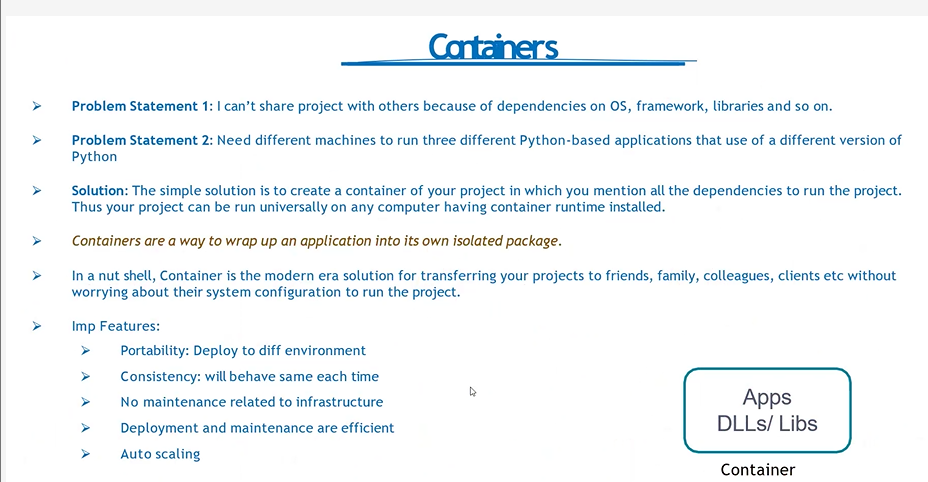 Containers
Problem Statement 1: I can't share project with others because of dependencies on OS, framework, libraries and so on.
Problem Statement 2: Need different machines to run three different Python-based applications that use of a different version of
Python
Solution: The simple solution is to create a container of your project in which you mention all the dependencies to run the project.
Thus your project can be run universally on any computer having container runtime installed.
Containers are a way to wrap up an application into its own isolated package.
In a nut shell, Container is the modern era solution for transferring your projects to friends, family, colleagues, clients etc without
worrying about their system configuration to run the project.
Imp Features:
Portability: Deploy to diff environment
Consistency: will behave same each time
No maintenance related to infrastructure
Deployment and maintenance are efficient
Auto scaling
Apps
DLLs/ Libs
Container